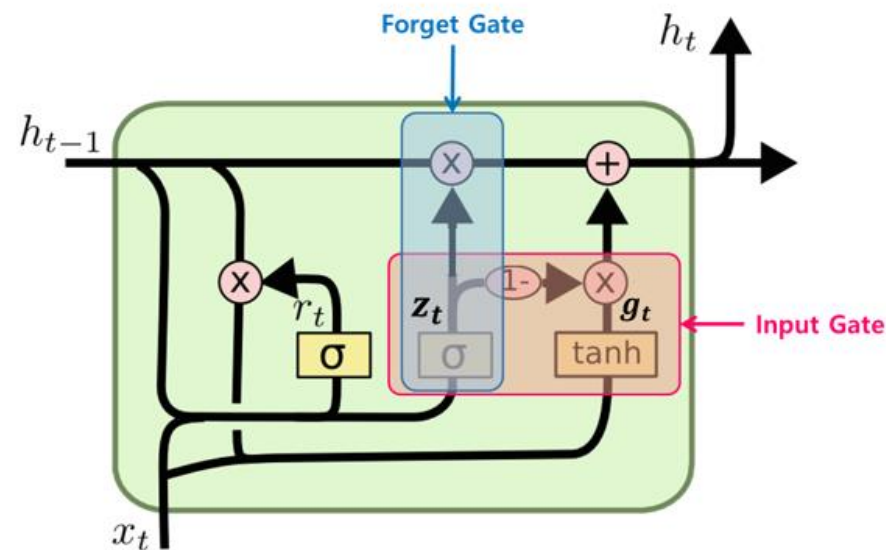 Forget Gate
h_t
h_{t-1}
x
+
x
r_t
z_t
1-
x
g_t
Input Gate
σ
σ
tanh
x_t